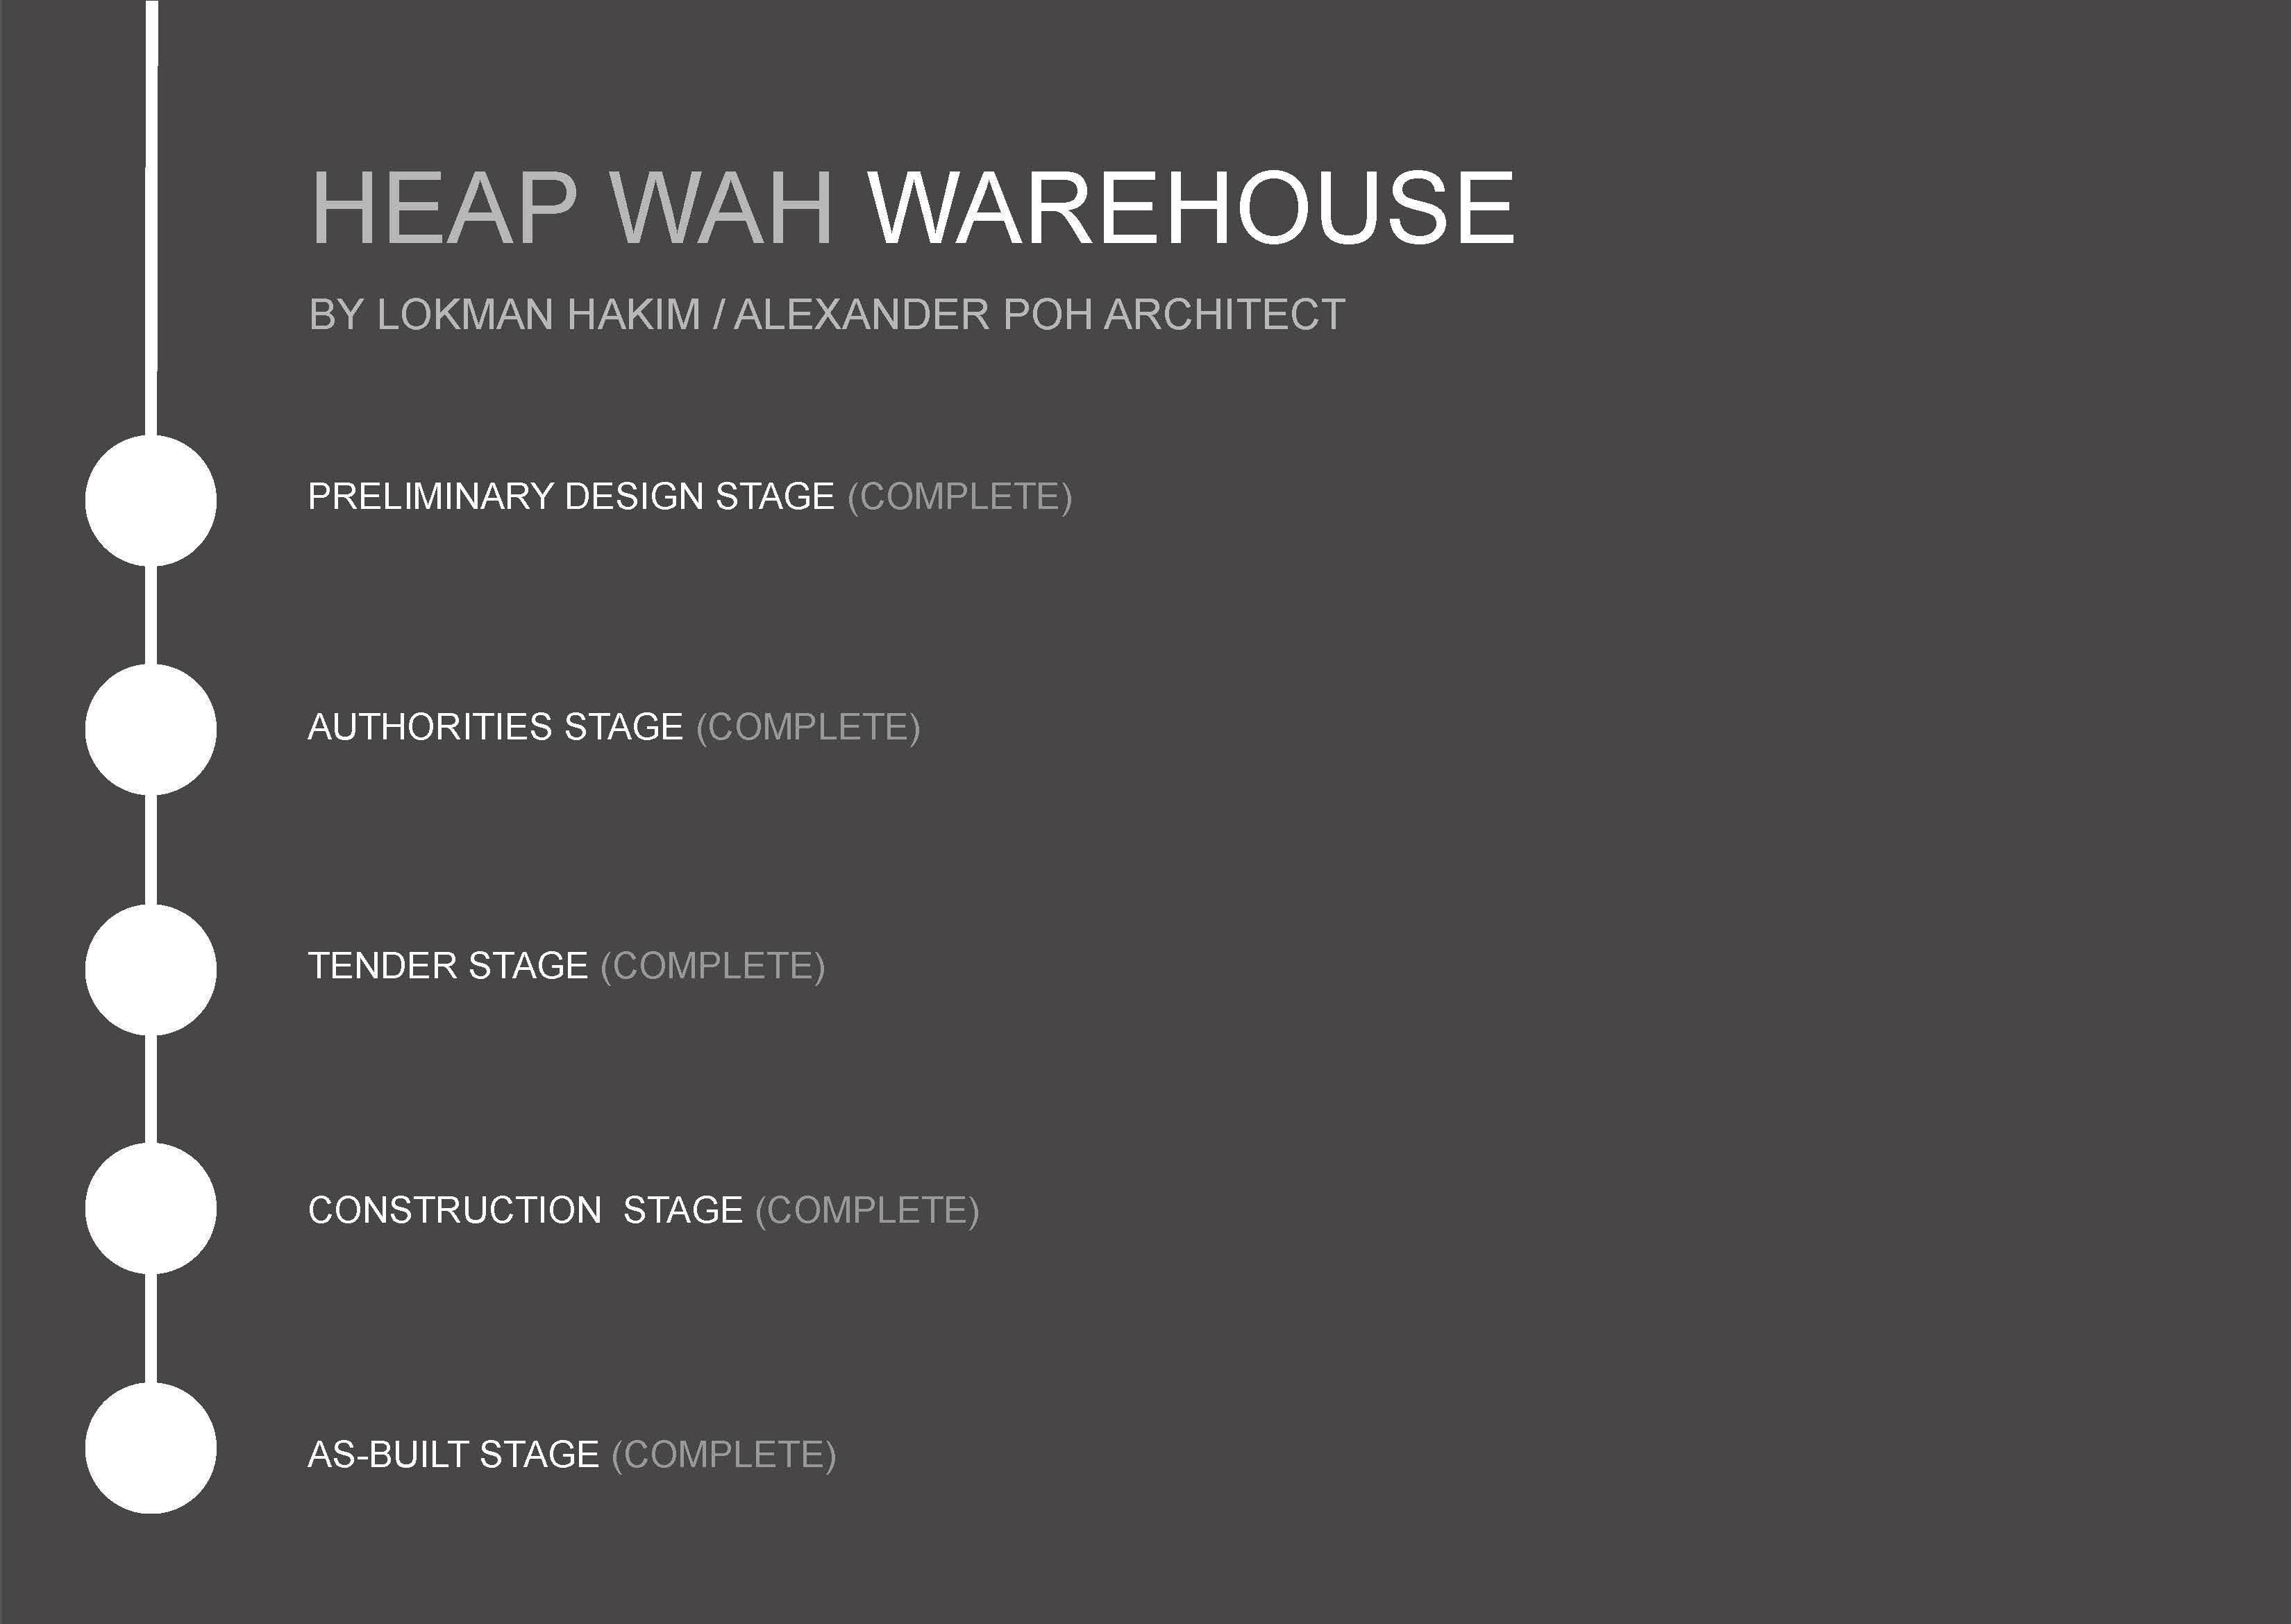 HEAP WAH WAREHOUSE
BY LOKMAN HAKIM / ALEXANDER POH ARCHITECT
PRELIMINARY DESIGN STAGE (COMPLETE)
AUTHORITIES STAGE (COMPLETE)
TENDER STAGE (COMPLETE)
CONSTRUCTION STAGE (COMPLETE)
AS-BUILT STAGE (COMPLETE)